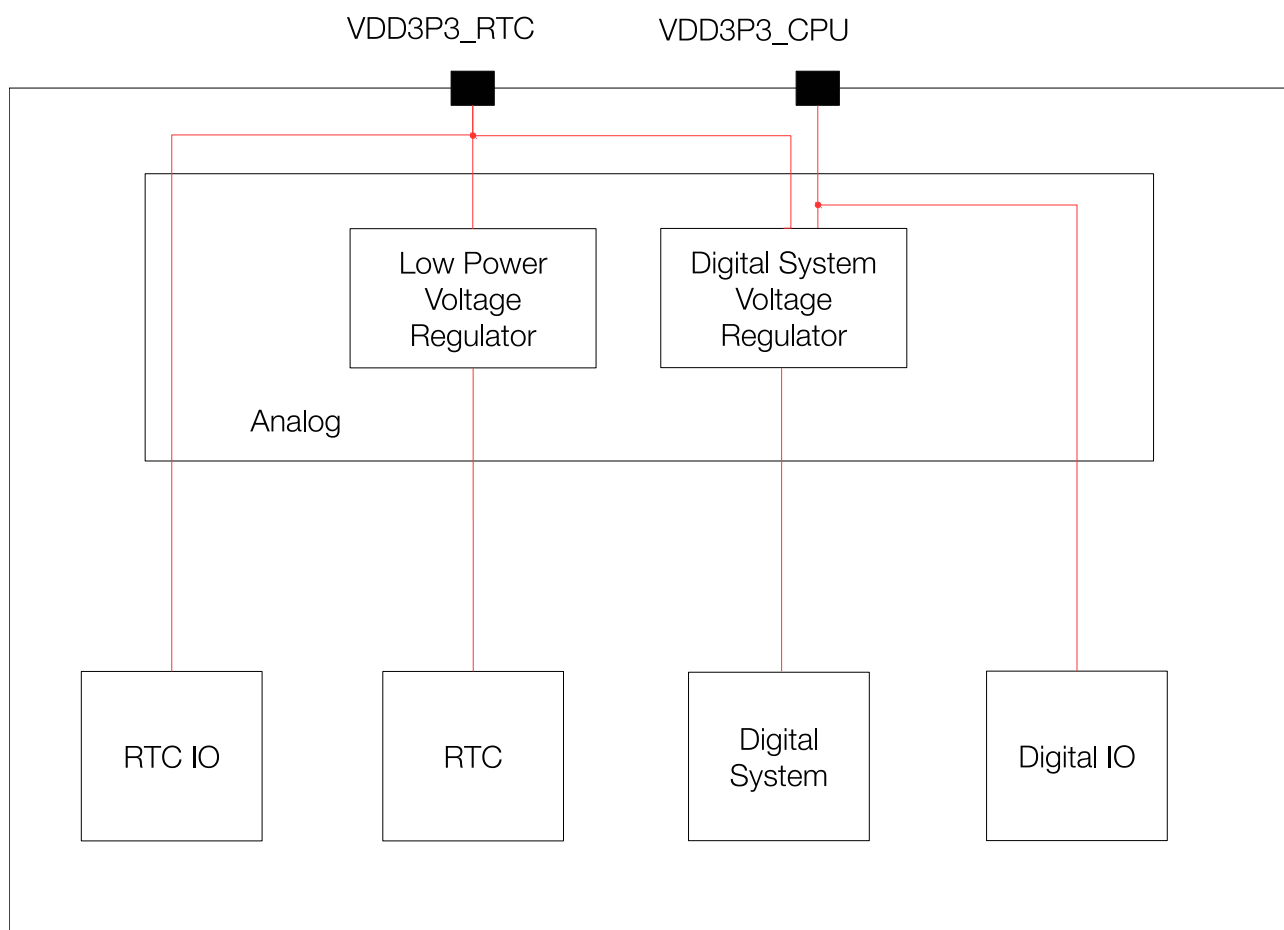 VDD3P3_RTC
VDD3P3_CPU
Low Power
Voltage
Regulator
Digital System
Voltage
Regulator
Analog
RTC IO
RTC
Digital
System
Digital IO